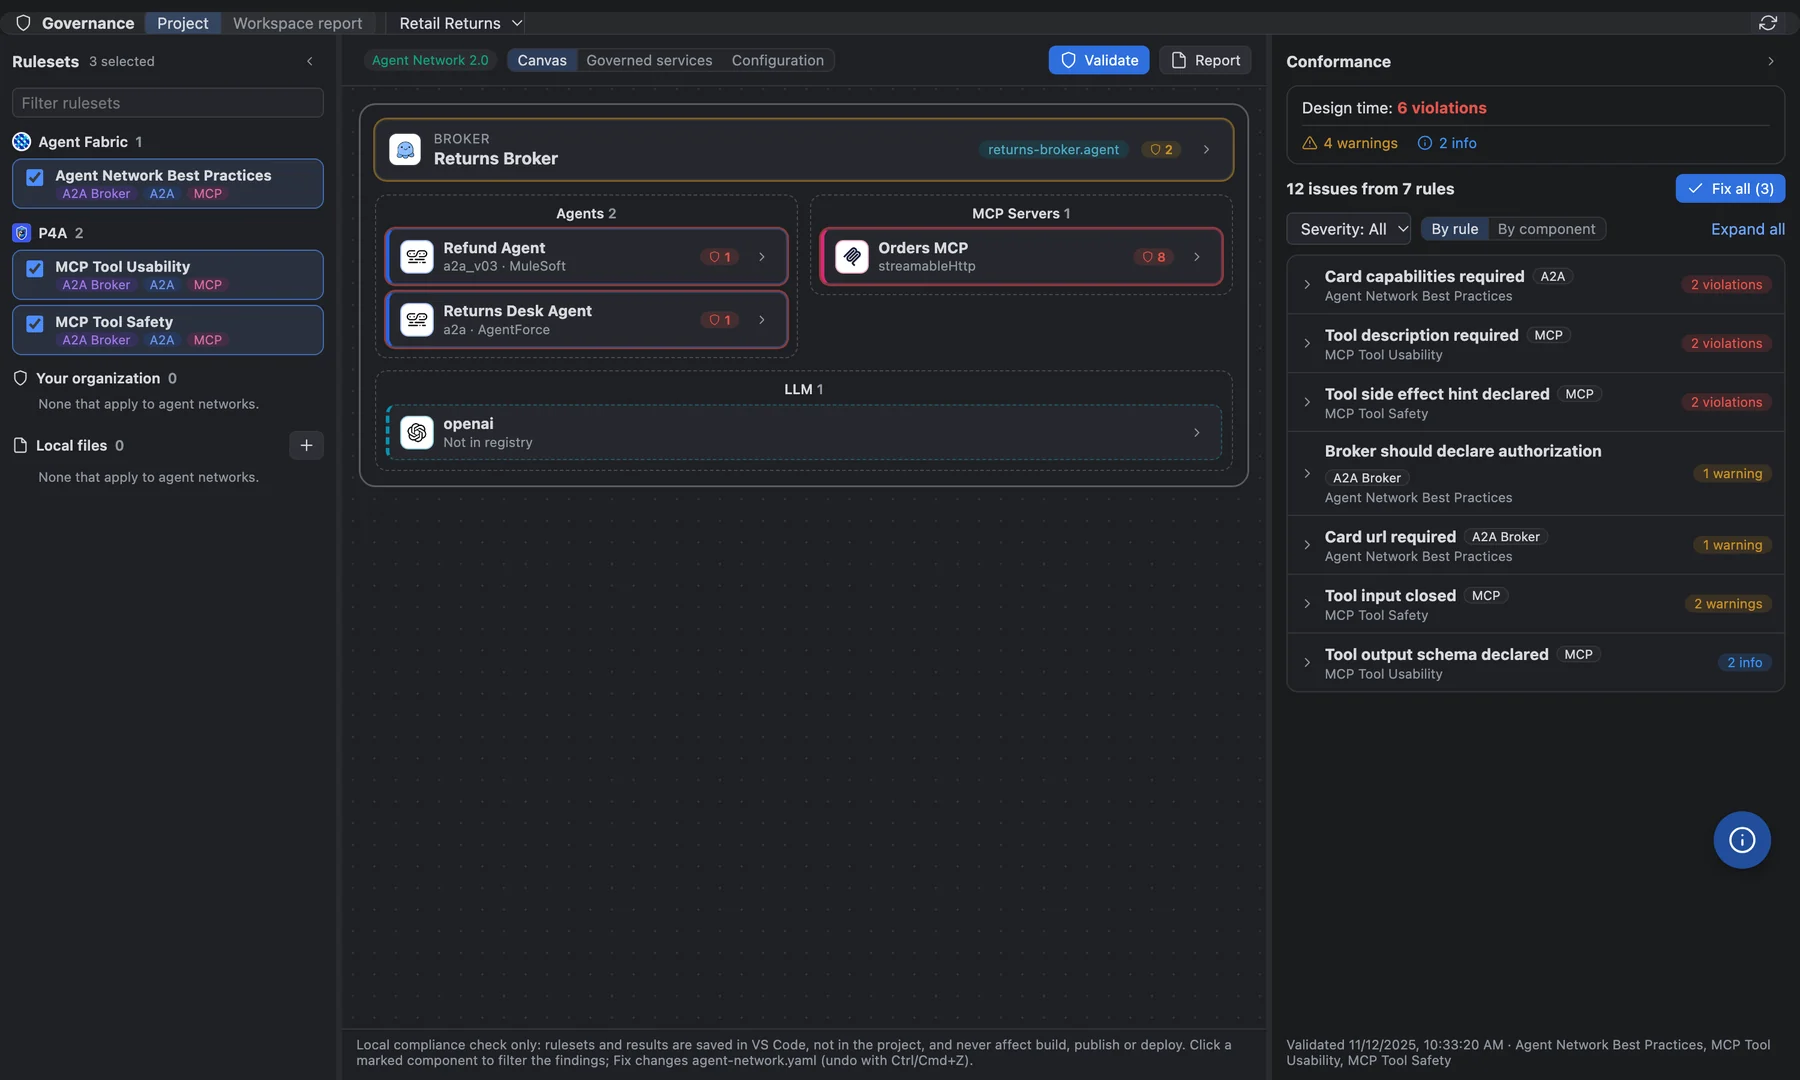 Governance
Project
Workspace report
Retail Returns
Rulesets 3 selected
Filter rulesets
Agent Fabric 1
Agent Network Best Practices
A2A Broker A2A MCP
P4A 2
MCP Tool Usability
A2A Broker A2A MCP
MCP Tool Safety
A2A Broker A2A MCP
Your organization 0
None that apply to agent networks.
Local files 0
None that apply to agent networks.
Agent Network 2.0
Canvas
Governed services
Configuration
Validate
Report
BROKER
Returns Broker
returns-broker.agent
2
Agents 2
Refund Agent
a2a_v03 · MuleSoft
1
Returns Desk Agent
a2a · AgentForce
1
MCP Servers 1
Orders MCP
streamableHttp
8
LLM 1
openai
Not in registry
Local compliance check only: rulesets and results are saved in VS Code, not in the project, and never affect build, publish or deploy. Click a
marked component to filter the findings; Fix changes agent-network.yaml (undo with Ctrl/Cmd+Z).
Conformance
Design time: 6 violations
4 warnings
2 info
12 issues from 7 rules
Fix all (3)
Severity: All
By rule
By component
Expand all
Card capabilities required A2A
Agent Network Best Practices
2 violations
Tool description required MCP
MCP Tool Usability
2 violations
Tool side effect hint declared MCP
MCP Tool Safety
2 violations
Broker should declare authorization
A2A Broker
Agent Network Best Practices
1 warning
Card url required A2A Broker
Agent Network Best Practices
1 warning
Tool input closed MCP
MCP Tool Safety
2 warnings
Tool output schema declared MCP
MCP Tool Usability
2 info
Validated 11/12/2025, 10:33:20 AM · Agent Network Best Practices, MCP Tool
Usability, MCP Tool Safety